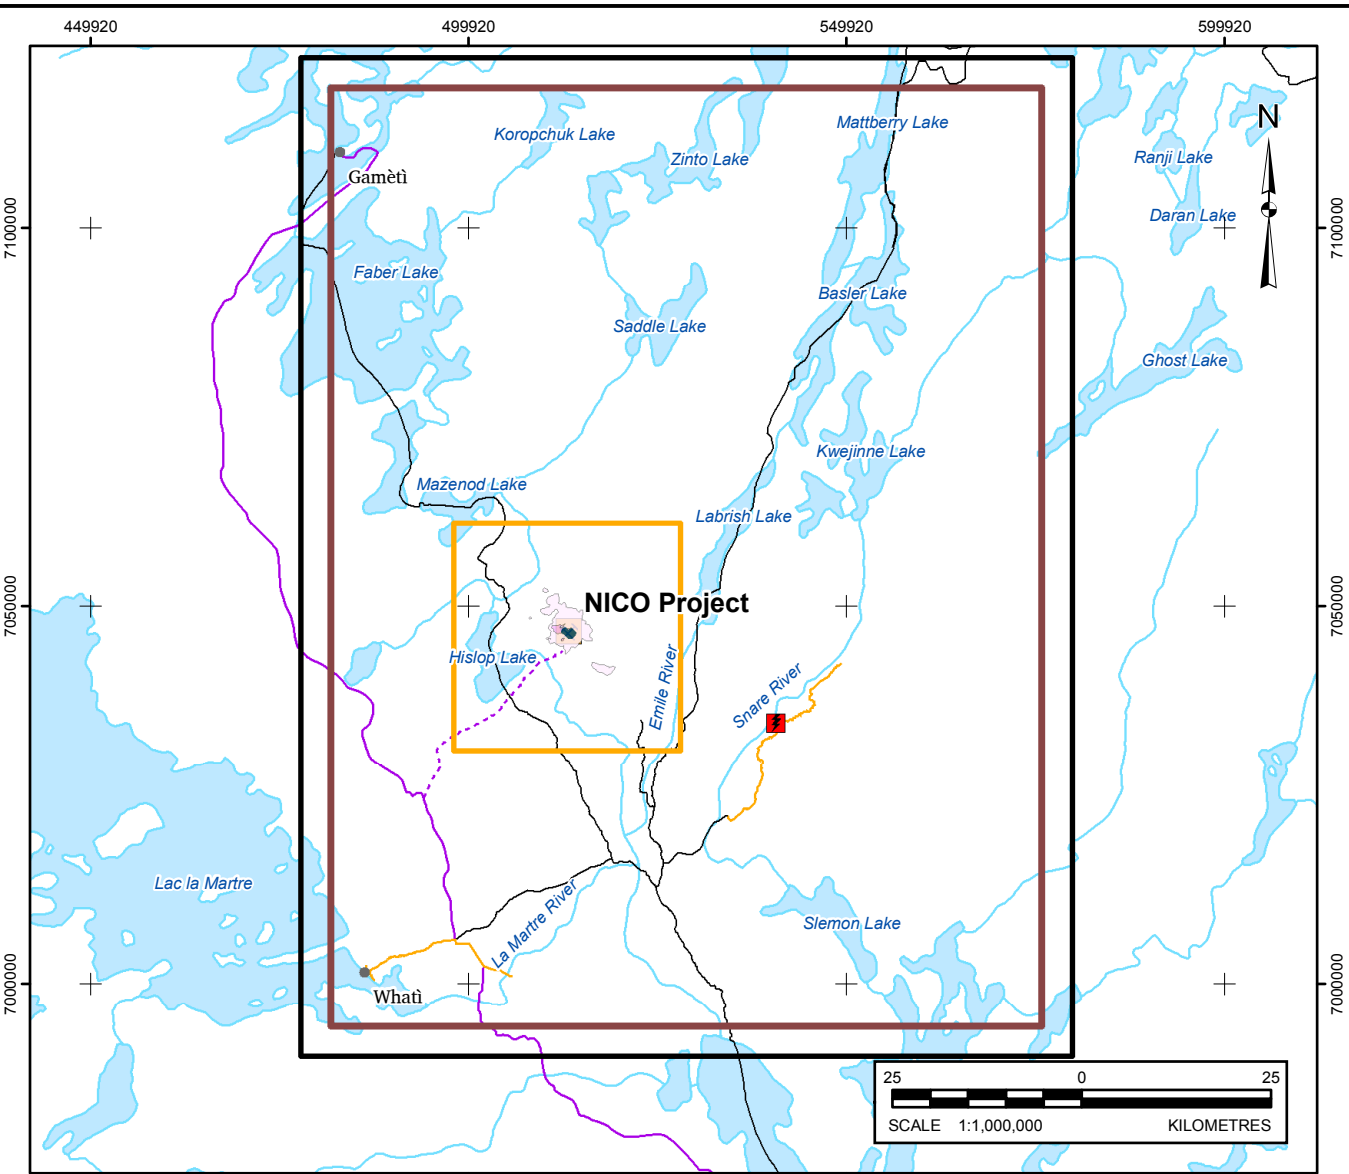 449920
499920
549920
599920
Koropchuk Lake
Mattberry Lake
N
Zinto Lake
Ranji Lake
Gamètì
Daran Lake
7100000
7100000
Faber Lake
Basler Lake
Saddle Lake
Ghost Lake
Kwejinne Lake
Mazenod Lake
Labrish Lake
7050000
NICO Project
7050000
Hislop Lake
Emile River
Snare River
Lac la Martre
La Martre River
Slemon Lake
7000000
Whatì
7000000
25 0 25
SCALE 1:1,000,000 KILOMETRES